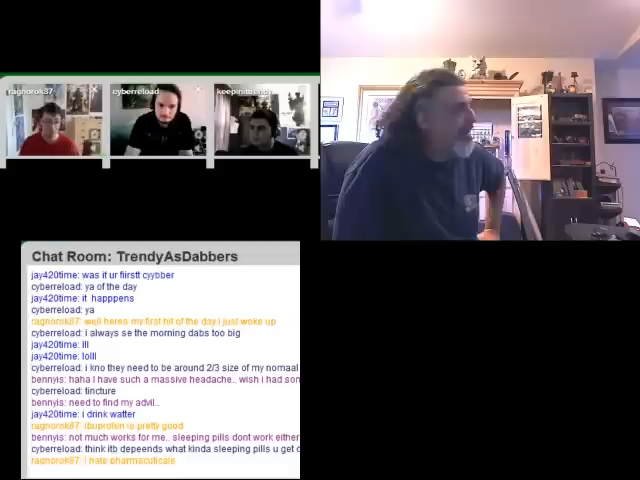 ragnorok87
cyberreload
keepinittrendy
Chat Room: TrendyAsDabbers
jay420time: was it ur fiirstt cyybber
cyberreload: ya of the day
jay420time: it happpens
cyberreload: ya
ragnorok87: well heres my first hit of the day i just woke up
cyberreload: i always se the morning dabs too big
jay420time: lll
jay420time: lolll
cyberreload: i kno they need to be around 2/3 size of my nomaal
bennyis: haha I have such a massive headache.. wish i had son
cyberreload: tincture
bennyis: need to find my advil..
jay420time: i drink watter
ragnorok87: ibuprofen is pretty good
bennyis: not much works for me.. sleeping pills dont work either
cyberreload: think itb depeends what kinda sleeping pills u get
ragnorok87: i hate pharmaceuticals